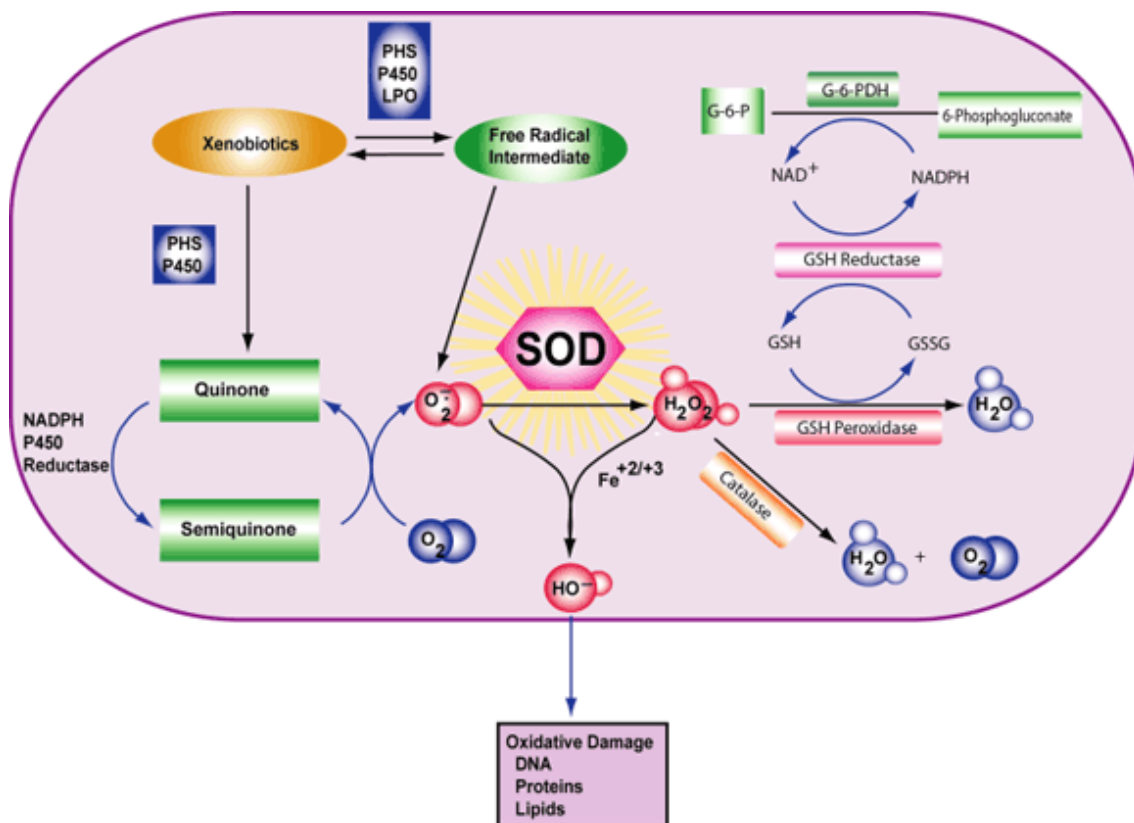 PHS
P450
LPO
Xenobiotics
Free Radical
Intermediate
G-6-P
G-6-PDH
6-Phosphogluconate
NAD+
NADPH
PHS
P450
GSH Reductase
SOD
GSH
GSSG
Quinone
O2∸
H2O2
H2O
GSH Peroxidase
NADPH
P450
Reductase
Fe+2/+3
Catalase
Semiquinone
O2
H2O + O2
HO–
Oxidative Damage
DNA
Proteins
Lipids